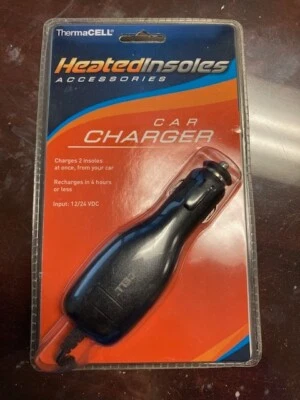 ThermaCELL®
HeatedInsoles
ACCESSORIES
CAR
CHARGER
Charges 2 insoles
at once, from your car
Recharges in 4 hours
or less
Input: 12/24 VDC